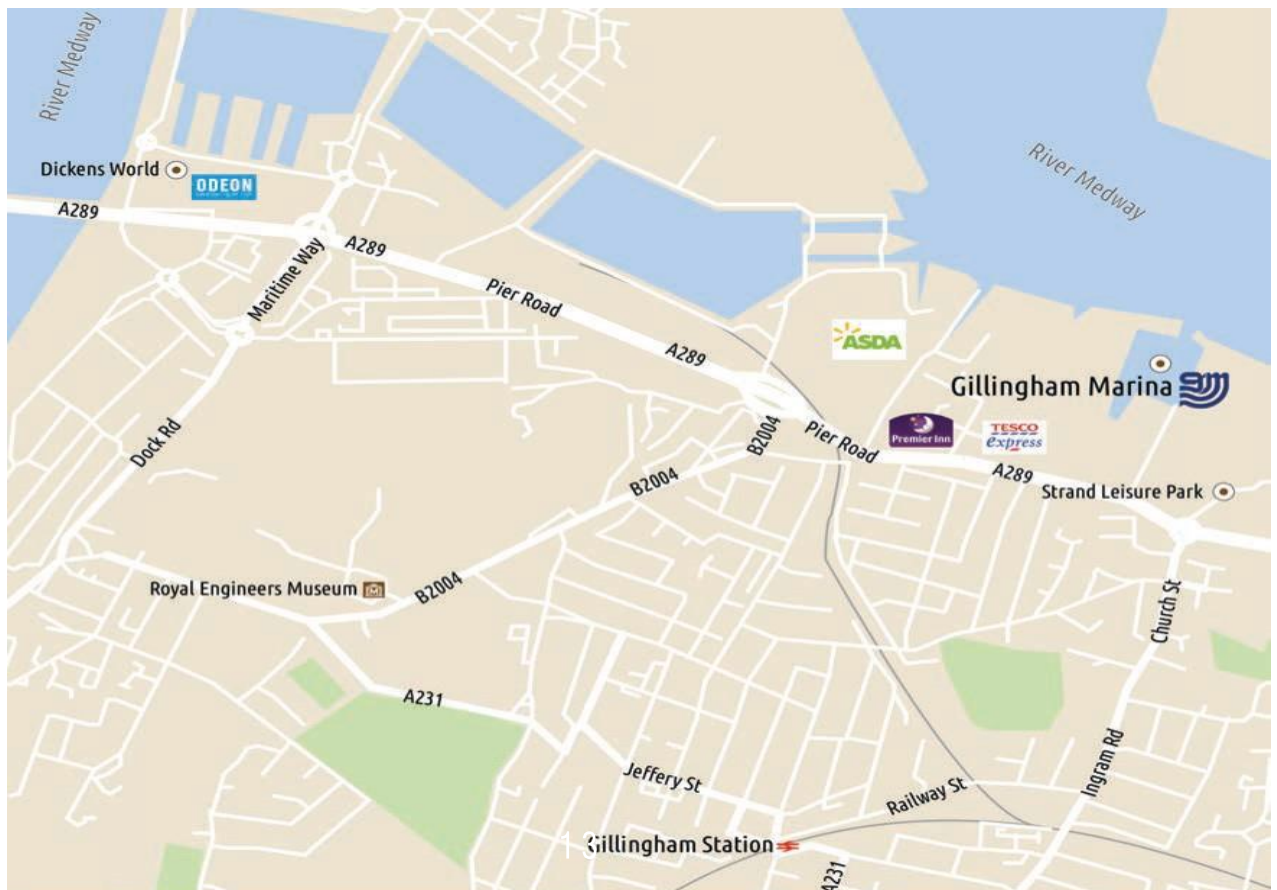 River Medway
Dickens World
ODEON
A289
A289
Maritime Way
Pier Road
River Medway
ASDA
A289
Gillingham Marina
Premier Inn
TESCO
express
Pier Road
B2004
A289
Dock Rd
B2004
Strand Leisure Park
Royal Engineers Museum
B2004
Church St
A231
Jeffery St
Railway St
Ingram Rd
13
Gillingham Station
A231